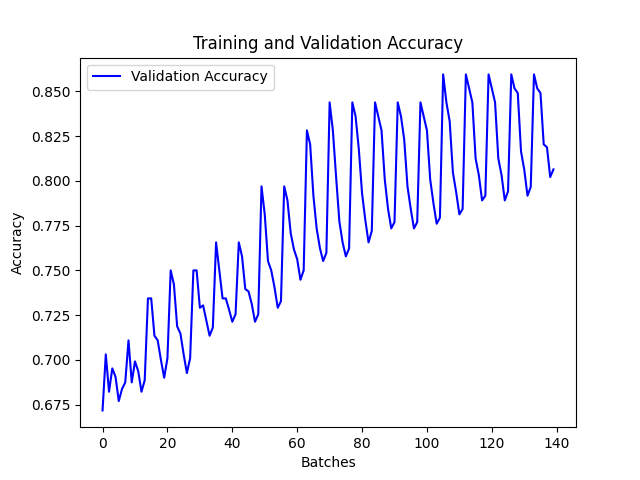 Training and Validation Accuracy
Validation Accuracy
Accuracy
0.850
0.825
0.800
0.775
0.750
0.725
0.700
0.675
0 20 40 60 80 100 120 140
Batches